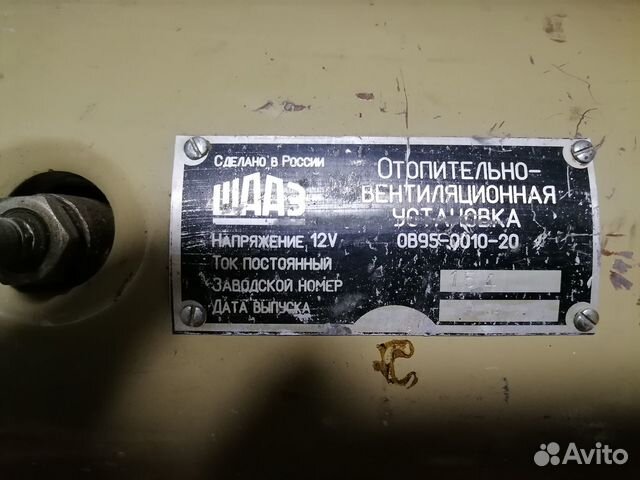 Сделано в России
ШААЗ
Отопительно-
вентиляционная
установка
ОВ95-0010-20
Напряжение 12V
Ток постоянный
Заводской номер
Дата выпуска
С
Avito